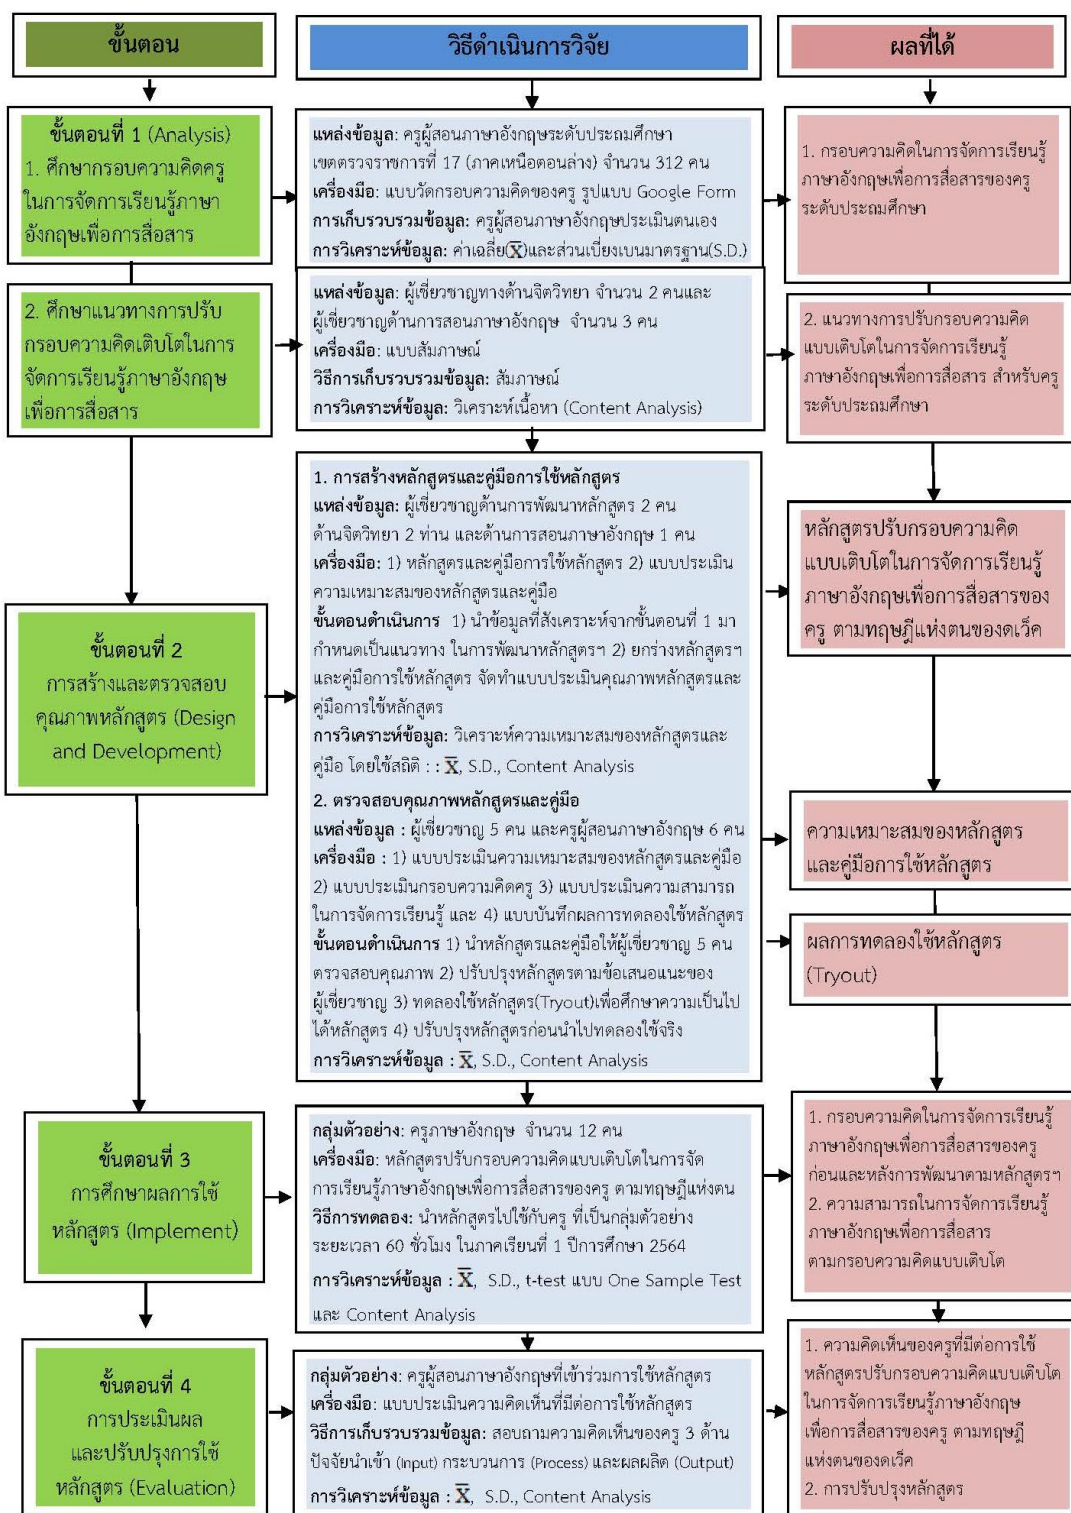 ขั้นตอน
วิธีดำเนินการวิจัย
ผลที่ได้
ขั้นตอนที่ 1 (Analysis)
1. ศึกษากรอบความคิดครู
ในการจัดการเรียนรู้ภาษา
อังกฤษเพื่อการสื่อสาร
แหล่งข้อมูล: ครูผู้สอนภาษาอังกฤษระดับประถมศึกษา
เขตตรวจราชการที่ 17 (ภาคเหนือตอนล่าง) จำนวน 312 คน
เครื่องมือ: แบบวัดกรอบความคิดของครู รูปแบบ Google Form
การเก็บรวบรวมข้อมูล: ครูผู้สอนภาษาอังกฤษประเมินตนเอง
การวิเคราะห์ข้อมูล: ค่าเฉลี่ย(X̄)และส่วนเบี่ยงเบนมาตรฐาน(S.D.)
1. กรอบความคิดในการจัดการเรียนรู้
ภาษาอังกฤษเพื่อการสื่อสารของครู
ระดับประถมศึกษา
2. ศึกษาแนวทางการปรับ
กรอบความคิดเติบโตในการ
จัดการเรียนรู้ภาษาอังกฤษ
เพื่อการสื่อสาร
แหล่งข้อมูล: ผู้เชี่ยวชาญทางด้านจิตวิทยา จำนวน 2 คนและ
ผู้เชี่ยวชาญด้านการสอนภาษาอังกฤษ จำนวน 3 คน
เครื่องมือ: แบบสัมภาษณ์
วิธีการเก็บรวบรวมข้อมูล: สัมภาษณ์
การวิเคราะห์ข้อมูล: วิเคราะห์เนื้อหา (Content Analysis)
2. แนวทางการปรับกรอบความคิด
แบบเติบโตในการจัดการเรียนรู้
ภาษาอังกฤษเพื่อการสื่อสาร สำหรับครู
ระดับประถมศึกษา
ขั้นตอนที่ 2
การสร้างและตรวจสอบ
คุณภาพหลักสูตร (Design
and Development)
1. การสร้างหลักสูตรและคู่มือการใช้หลักสูตร
แหล่งข้อมูล: ผู้เชี่ยวชาญด้านการพัฒนาหลักสูตร 2 คน
ด้านจิตวิทยา 2 ท่าน และด้านการสอนภาษาอังกฤษ 1 คน
เครื่องมือ: 1) หลักสูตรและคู่มือการใช้หลักสูตร 2) แบบประเมิน
ความเหมาะสมของหลักสูตรและคู่มือ
ขั้นตอนดำเนินการ 1) นำข้อมูลที่สังเคราะห์จากขั้นตอนที่ 1 มา
กำหนดเป็นแนวทาง ในการพัฒนาหลักสูตรฯ 2) ยกร่างหลักสูตรฯ
และคู่มือการใช้หลักสูตร จัดทำแบบประเมินคุณภาพหลักสูตรและ
คู่มือการใช้หลักสูตร
การวิเคราะห์ข้อมูล: วิเคราะห์ความเหมาะสมของหลักสูตรและ
คู่มือ โดยใช้สถิติ : : X̄, S.D., Content Analysis
2. ตรวจสอบคุณภาพหลักสูตรและคู่มือ
แหล่งข้อมูล : ผู้เชี่ยวชาญ 5 คน และครูผู้สอนภาษาอังกฤษ 6 คน
เครื่องมือ : 1) แบบประเมินความเหมาะสมของหลักสูตรและคู่มือ
2) แบบประเมินกรอบความคิดครู 3) แบบประเมินความสามารถ
ในการจัดการเรียนรู้ และ 4) แบบบันทึกผลการทดลองใช้หลักสูตร
ขั้นตอนดำเนินการ 1) นำหลักสูตรและคู่มือให้ผู้เชี่ยวชาญ 5 คน
ตรวจสอบคุณภาพ 2) ปรับปรุงหลักสูตรตามข้อเสนอแนะของ
ผู้เชี่ยวชาญ 3) ทดลองใช้หลักสูตร(Tryout)เพื่อศึกษาความเป็นไป
ได้หลักสูตร 4) ปรับปรุงหลักสูตรก่อนนำไปทดลองใช้จริง
การวิเคราะห์ข้อมูล : X̄, S.D., Content Analysis
หลักสูตรปรับกรอบความคิด
แบบเติบโตในการจัดการเรียนรู้
ภาษาอังกฤษเพื่อการสื่อสารของ
ครู ตามทฤษฎีแห่งตนของดเว็ค
ความเหมาะสมของหลักสูตร
และคู่มือการใช้หลักสูตร
ผลการทดลองใช้หลักสูตร
(Tryout)
ขั้นตอนที่ 3
การศึกษาผลการใช้
หลักสูตร (Implement)
กลุ่มตัวอย่าง: ครูภาษาอังกฤษ จำนวน 12 คน
เครื่องมือ: หลักสูตรปรับกรอบความคิดแบบเติบโตในการจัด
การเรียนรู้ภาษาอังกฤษเพื่อการสื่อสารของครู ตามทฤษฎีแห่งตน
วิธีการทดลอง: นำหลักสูตรไปใช้กับครู ที่เป็นกลุ่มตัวอย่าง
ระยะเวลา 60 ชั่วโมง ในภาคเรียนที่ 1 ปีการศึกษา 2564
การวิเคราะห์ข้อมูล : X̄, S.D., t-test แบบ One Sample Test
และ Content Analysis
1. กรอบความคิดในการจัดการเรียนรู้
ภาษาอังกฤษเพื่อการสื่อสารของครู
ก่อนและหลังการพัฒนาตามหลักสูตรฯ
2. ความสามารถในการจัดการเรียนรู้
ภาษาอังกฤษเพื่อการสื่อสาร
ตามกรอบความคิดแบบเติบโต
ขั้นตอนที่ 4
การประเมินผล
และปรับปรุงการใช้
หลักสูตร (Evaluation)
กลุ่มตัวอย่าง: ครูผู้สอนภาษาอังกฤษที่เข้าร่วมการใช้หลักสูตร
เครื่องมือ: แบบประเมินความคิดเห็นที่มีต่อการใช้หลักสูตร
วิธีการเก็บรวบรวมข้อมูล: สอบถามความคิดเห็นของครู 3 ด้าน
ปัจจัยนำเข้า (Input) กระบวนการ (Process) และผลผลิต (Output)
การวิเคราะห์ข้อมูล : X̄, S.D., Content Analysis
1. ความคิดเห็นของครูที่มีต่อการใช้
หลักสูตรปรับกรอบความคิดแบบเติบโต
ในการจัดการเรียนรู้ภาษาอังกฤษ
เพื่อการสื่อสารของครู ตามทฤษฎี
แห่งตนของดเว็ค
2. การปรับปรุงหลักสูตร